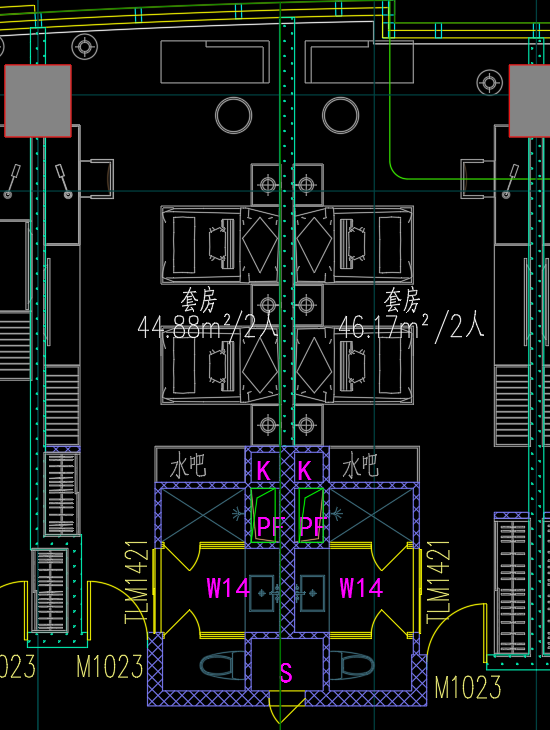 套房 套房
44.88m²/2人 46.17m²/2人
水吧 K K 水吧
PF PF
TLM1421 W14 W14 TLM1421
023 M1023 S M1023